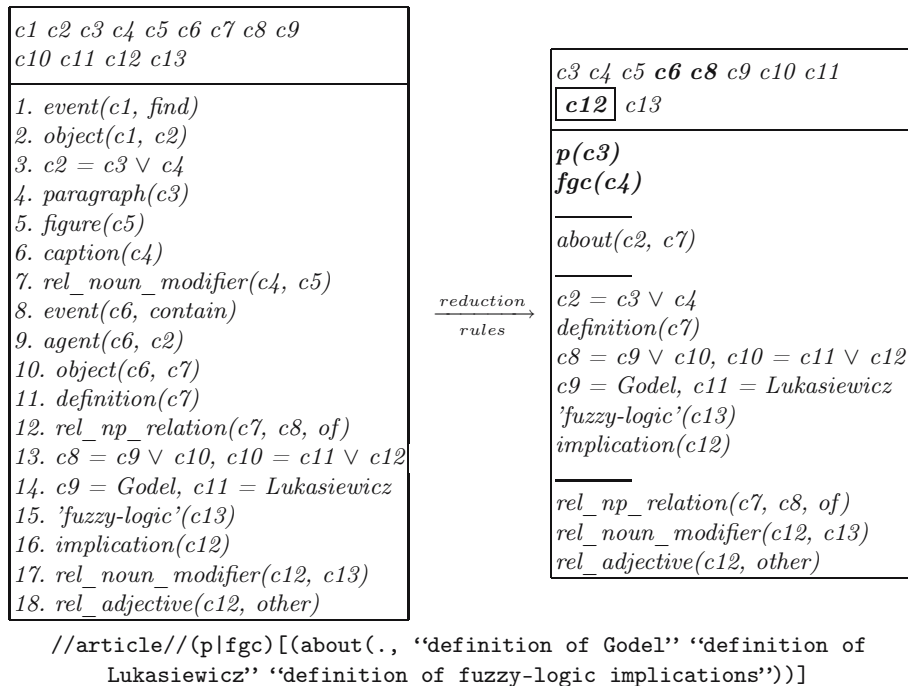 c1 c2 c3 c4 c5 c6 c7 c8 c9
c10 c11 c12 c13
1. event(c1, find)
2. object(c1, c2)
3. c2 = c3 ∨ c4
4. paragraph(c3)
5. figure(c5)
6. caption(c4)
7. rel_noun_modifier(c4, c5)
8. event(c6, contain)
9. agent(c6, c2)
10. object(c6, c7)
11. definition(c7)
12. rel_np_relation(c7, c8, of)
13. c8 = c9 ∨ c10, c10 = c11 ∨ c12
14. c9 = Godel, c11 = Lukasiewicz
15. 'fuzzy-logic'(c13)
16. implication(c12)
17. rel_noun_modifier(c12, c13)
18. rel_adjective(c12, other)
reduction
rules
c3 c4 c5 c6 c8 c9 c10 c11
c12 c13
p(c3)
fgc(c4)
about(c2, c7)
c2 = c3 ∨ c4
definition(c7)
c8 = c9 ∨ c10, c10 = c11 ∨ c12
c9 = Godel, c11 = Lukasiewicz
'fuzzy-logic'(c13)
implication(c12)
rel_np_relation(c7, c8, of)
rel_noun_modifier(c12, c13)
rel_adjective(c12, other)
//article//(p|fgc)[(about(., “definition of Godel” “definition of
Lukasiewicz” “definition of fuzzy-logic implications”))]